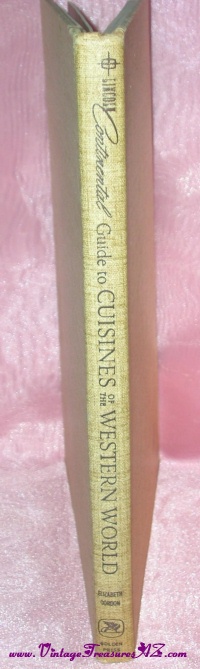 LINCOLN
Continental
Guide to CUISINES
OF
THE
WESTERN WORLD
ELIZABETH
GORDON
GOLDEN
PRESS
www.VintageTreasuresAZ.com